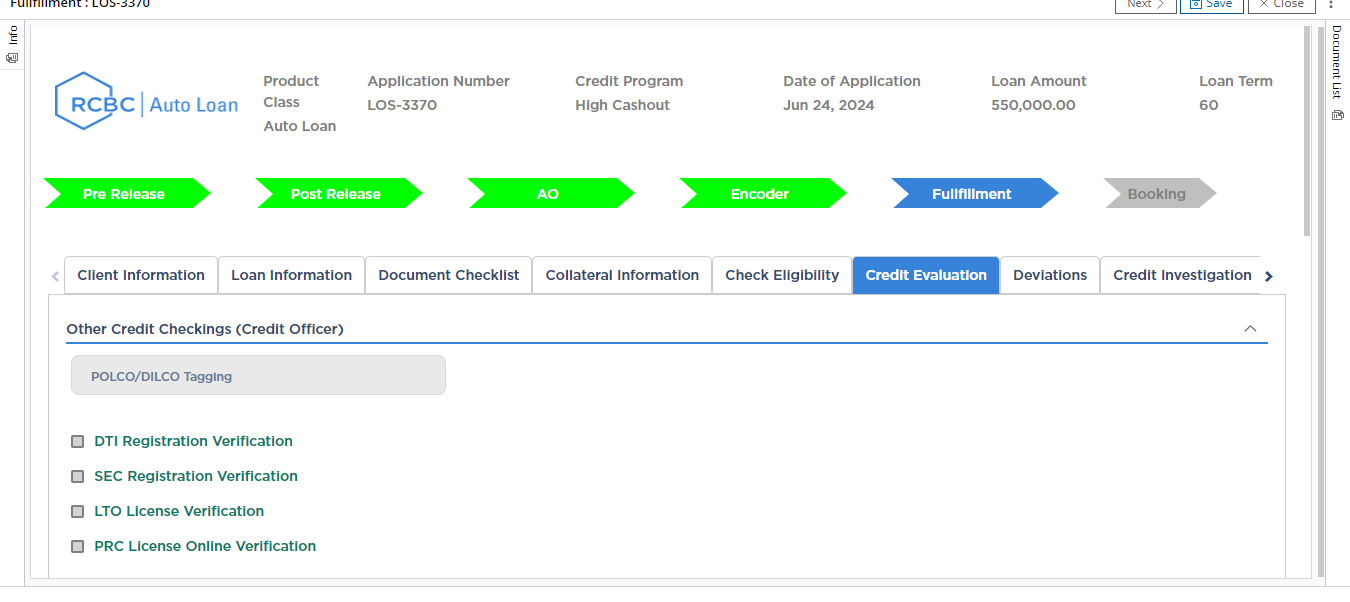 Fullfillment : LOS-3370
Next
Save
Close
Info
Document List
RCBC Auto Loan
Product Class
Auto Loan
Application Number
LOS-3370
Credit Program
High Cashout
Date of Application
Jun 24, 2024
Loan Amount
550,000.00
Loan Term
60
Pre Release
Post Release
AO
Encoder
Fullfillment
Booking
Client Information
Loan Information
Document Checklist
Collateral Information
Check Eligibility
Credit Evaluation
Deviations
Credit Investigation
Other Credit Checkings (Credit Officer)
POLCO/DILCO Tagging
DTI Registration Verification
SEC Registration Verification
LTO License Verification
PRC License Online Verification